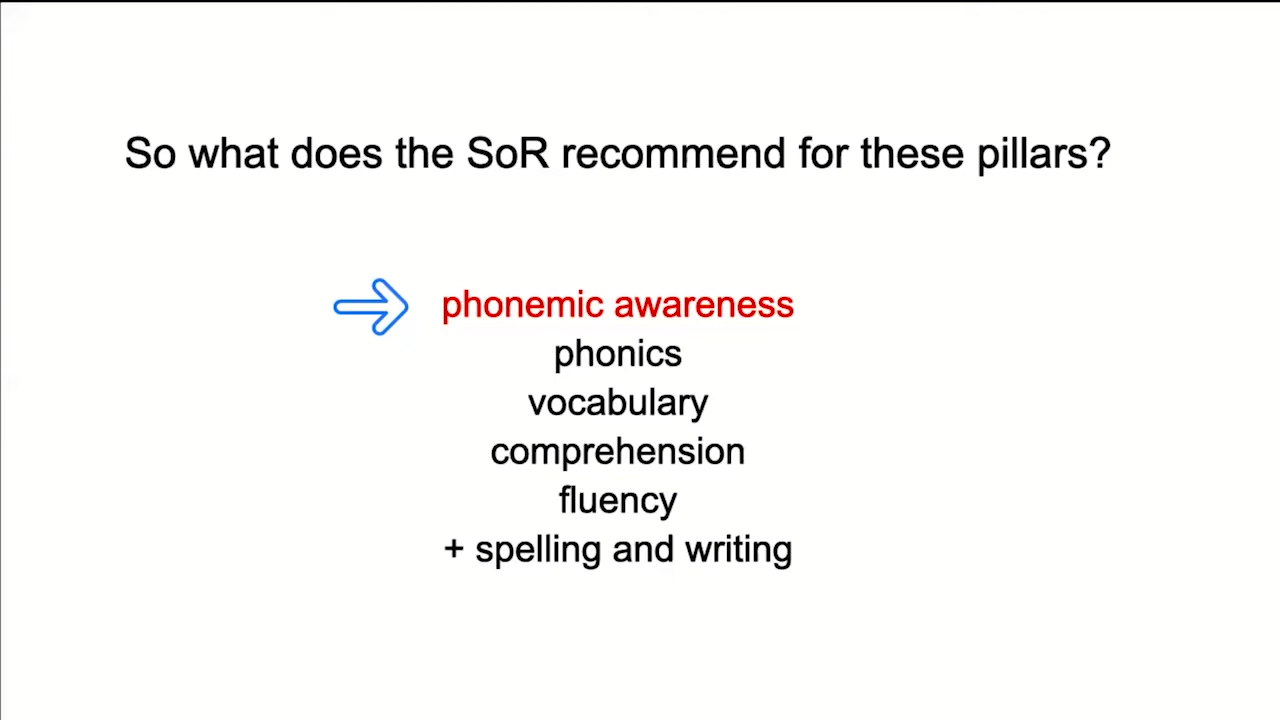 So what does the SoR recommend for these pillars?
phonemic awareness
phonics
vocabulary
comprehension
fluency
+ spelling and writing